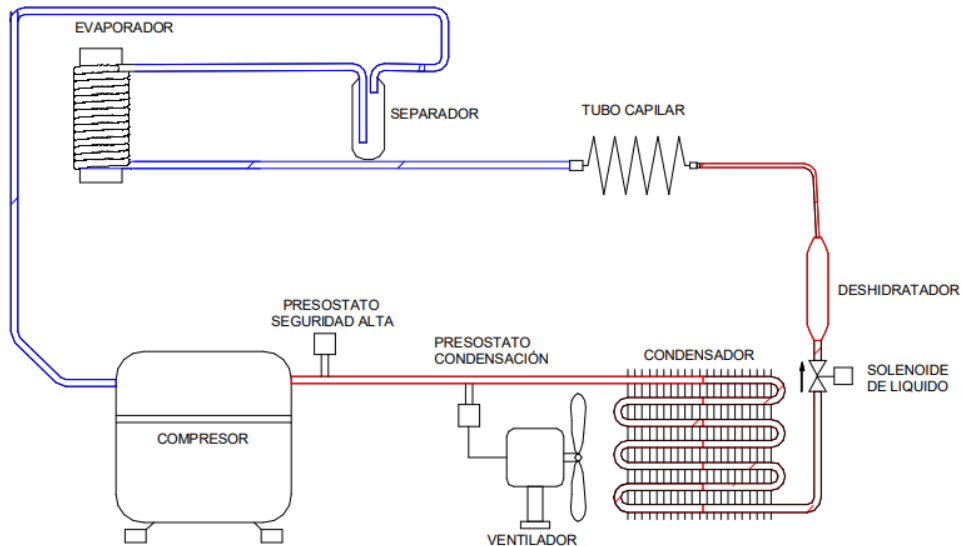 EVAPORADOR
SEPARADOR
TUBO CAPILAR
DESHIDRATADOR
PRESOSTATO
SEGURIDAD ALTA
PRESOSTATO
CONDENSACIÓN
CONDENSADOR
SOLENOIDE
DE LIQUIDO
COMPRESOR
VENTILADOR